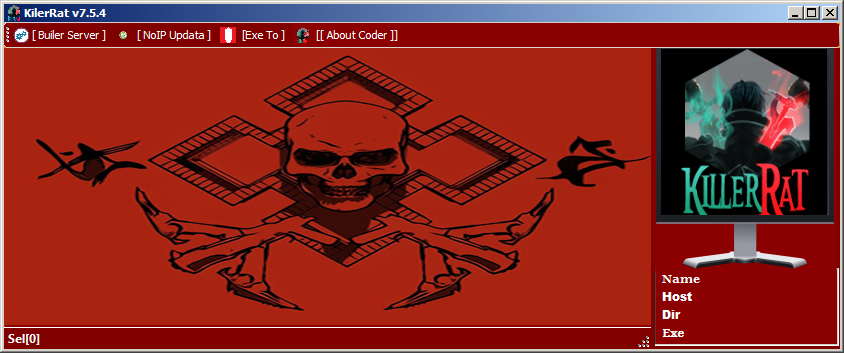 KilerRat v7.5.4
[ Builer Server ] [ NoIP Updata ] [Exe To ] [[ About Coder ]]
KILLERRAT
Name
Host
Dir
Exe
Sel[0]